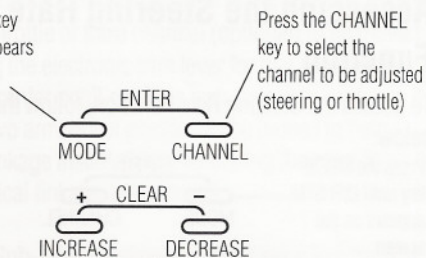 key
pears
Press the CHANNEL
key to select the
channel to be adjusted
(steering or throttle)
ENTER
MODE CHANNEL
+ CLEAR –
INCREASE DECREASE